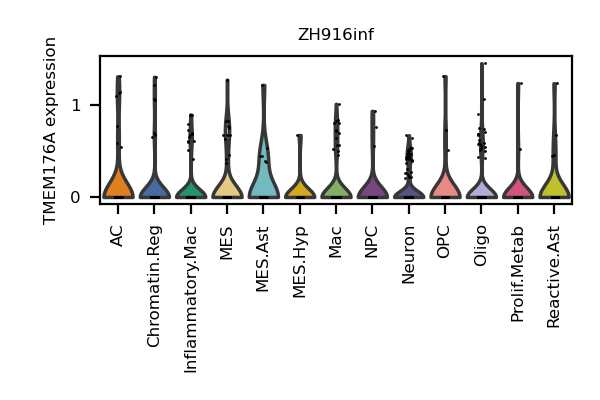 ZH916inf
TMEM176A expression
1
0
AC
Chromatin.Reg
Inflammatory.Mac
MES
MES.Ast
MES.Hyp
Mac
NPC
Neuron
OPC
Oligo
Prolif.Metab
Reactive.Ast